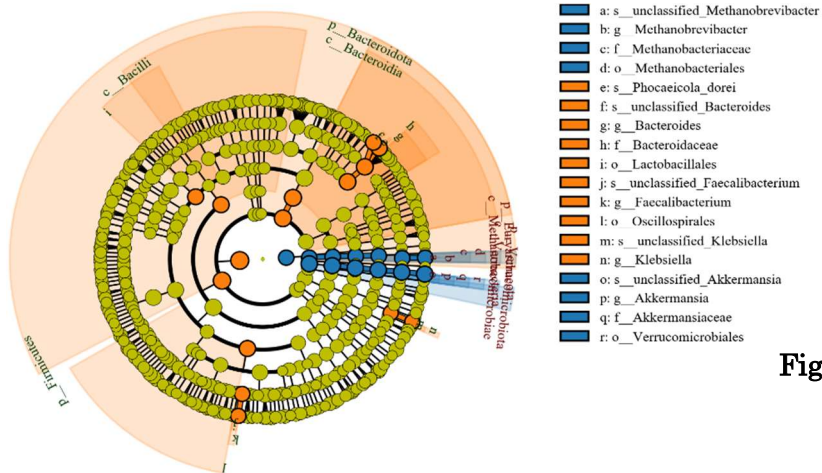 p__Bacteroidota
c__Bacteroidia
c__Bacilli
i
h
g
p__Firmicutes
k
l
n
b
c
d
p
q
r
a: s__unclassified_Methanobrevibacter
b: g__Methanobrevibacter
c: f__Methanobacteriaceae
d: o__Methanobacteriales
e: s__Phocaeicola_dorei
f: s__unclassified_Bacteroides
g: g__Bacteroides
h: f__Bacteroidaceae
i: o__Lactobacillales
j: s__unclassified_Faecalibacterium
k: g__Faecalibacterium
l: o__Oscillospirales
m: s__unclassified_Klebsiella
n: g__Klebsiella
o: s__unclassified_Akkermansia
p: g__Akkermansia
q: f__Akkermansiaceae
r: o__Verrucomicrobiales
Fig